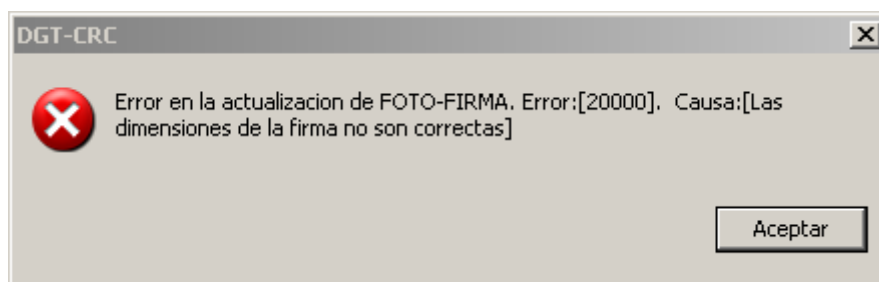 DGT-CRC
Error en la actualizacion de FOTO-FIRMA. Error:[20000].  Causa:[Las
dimensiones de la firma no son correctas]
Aceptar